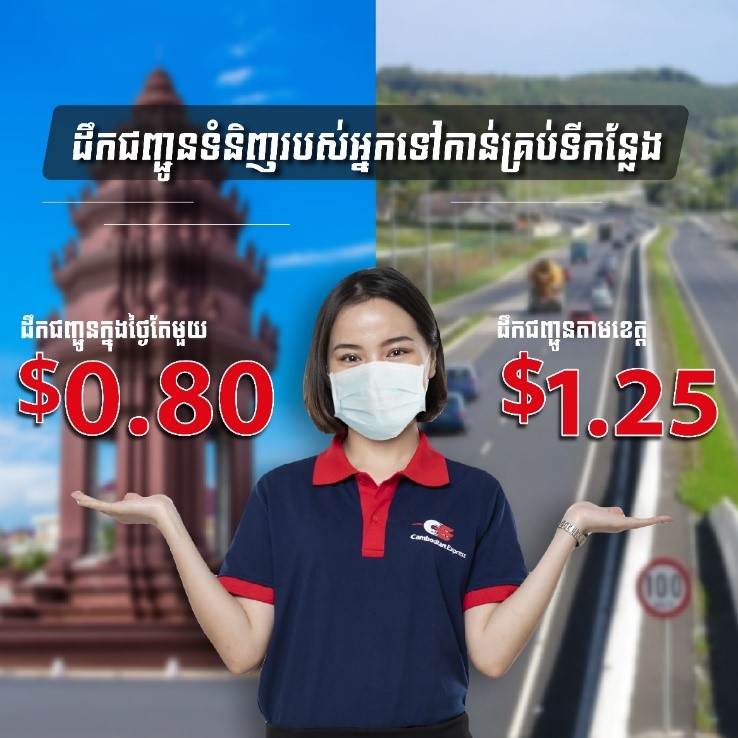 ដឹកជញ្ជូនទំនិញរបស់អ្នកទៅកាន់គ្រប់ទីកន្លែង
ដឹកជញ្ជូនក្នុងថ្ងៃតែមួយ
$0.80
ដឹកជញ្ជូនតាមខេត្ត
$1.25
CE
Cambodian Express
100